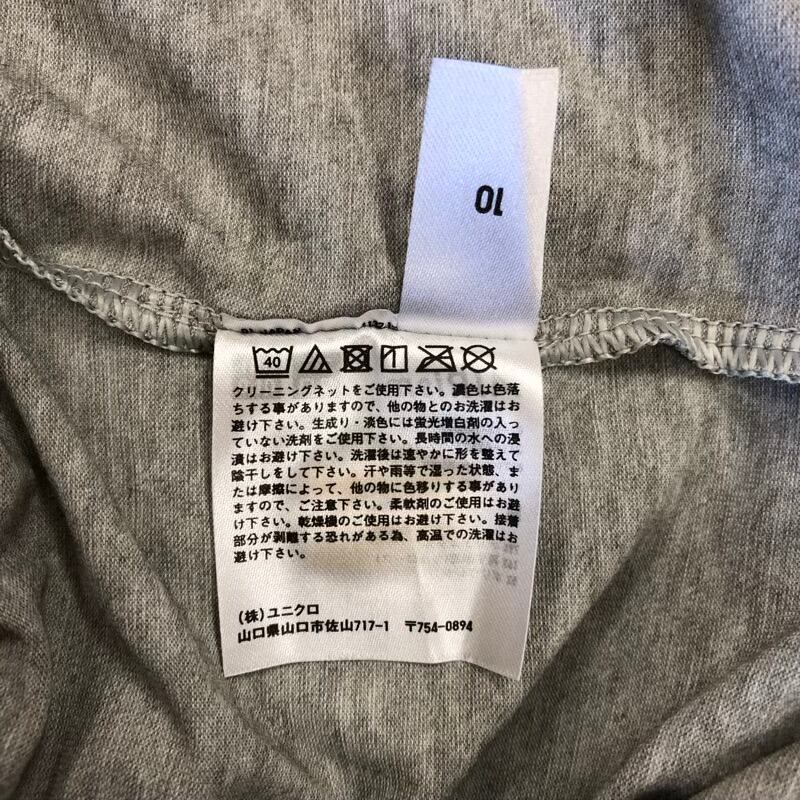 10
40
クリーニングネットをご使用下さい。濃色は色落
ちする事がありますので、他の物とのお洗濯はお
避け下さい。生成り・淡色には蛍光増白剤の入っ
ていない洗剤をご使用下さい。長時間の水への浸
漬はお避け下さい。洗濯後は速やかに形を整えて
陰干しをして下さい。汗や雨等で湿った状態、ま
たは摩擦によって、他の物に色移りする事があり
ますので、ご注意下さい。柔軟剤のご使用はお避
け下さい。乾燥機のご使用はお避け下さい。接着
部分が剥離する恐れがある為、高温での洗濯はお
避け下さい。
(株)ユニクロ
山口県山口市佐山717-1 〒754-0894